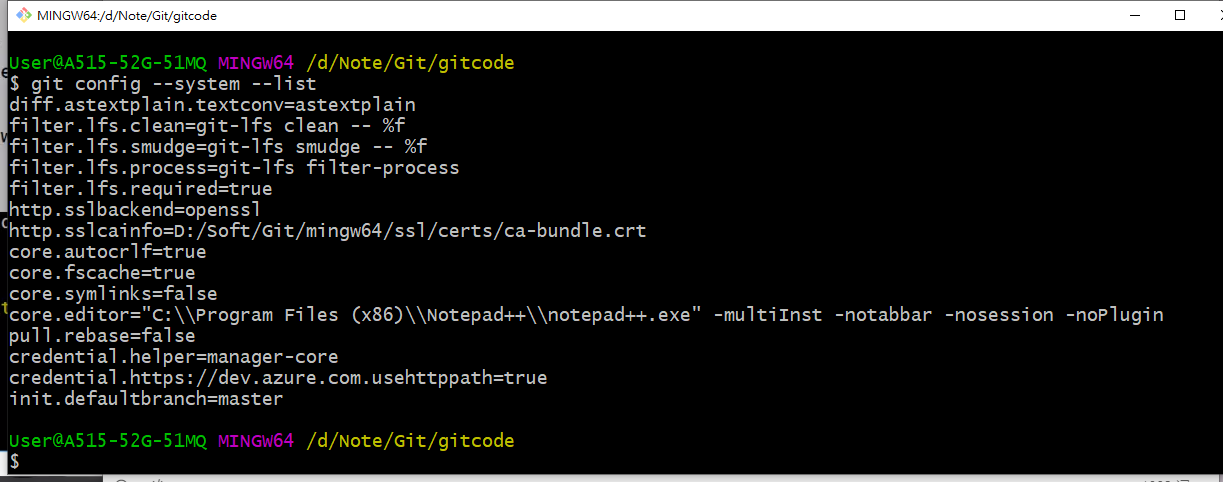 MINGW64:/d/Note/Git/gitcode
User@A515-52G-51MQ MINGW64 /d/Note/Git/gitcode
$ git config --system --list
diff.astextplain.textconv=astextplain
filter.lfs.clean=git-lfs clean -- %f
filter.lfs.smudge=git-lfs smudge -- %f
filter.lfs.process=git-lfs filter-process
filter.lfs.required=true
http.sslbackend=openssl
http.sslcainfo=D:/Soft/Git/mingw64/ssl/certs/ca-bundle.crt
core.autocrlf=true
core.fscache=true
core.symlinks=false
core.editor="C:\\Program Files (x86)\\Notepad++\\notepad++.exe" -multiInst -notabbar -nosession -noPlugin
pull.rebase=false
credential.helper=manager-core
credential.https://dev.azure.com.usehttppath=true
init.defaultbranch=master
User@A515-52G-51MQ MINGW64 /d/Note/Git/gitcode
$